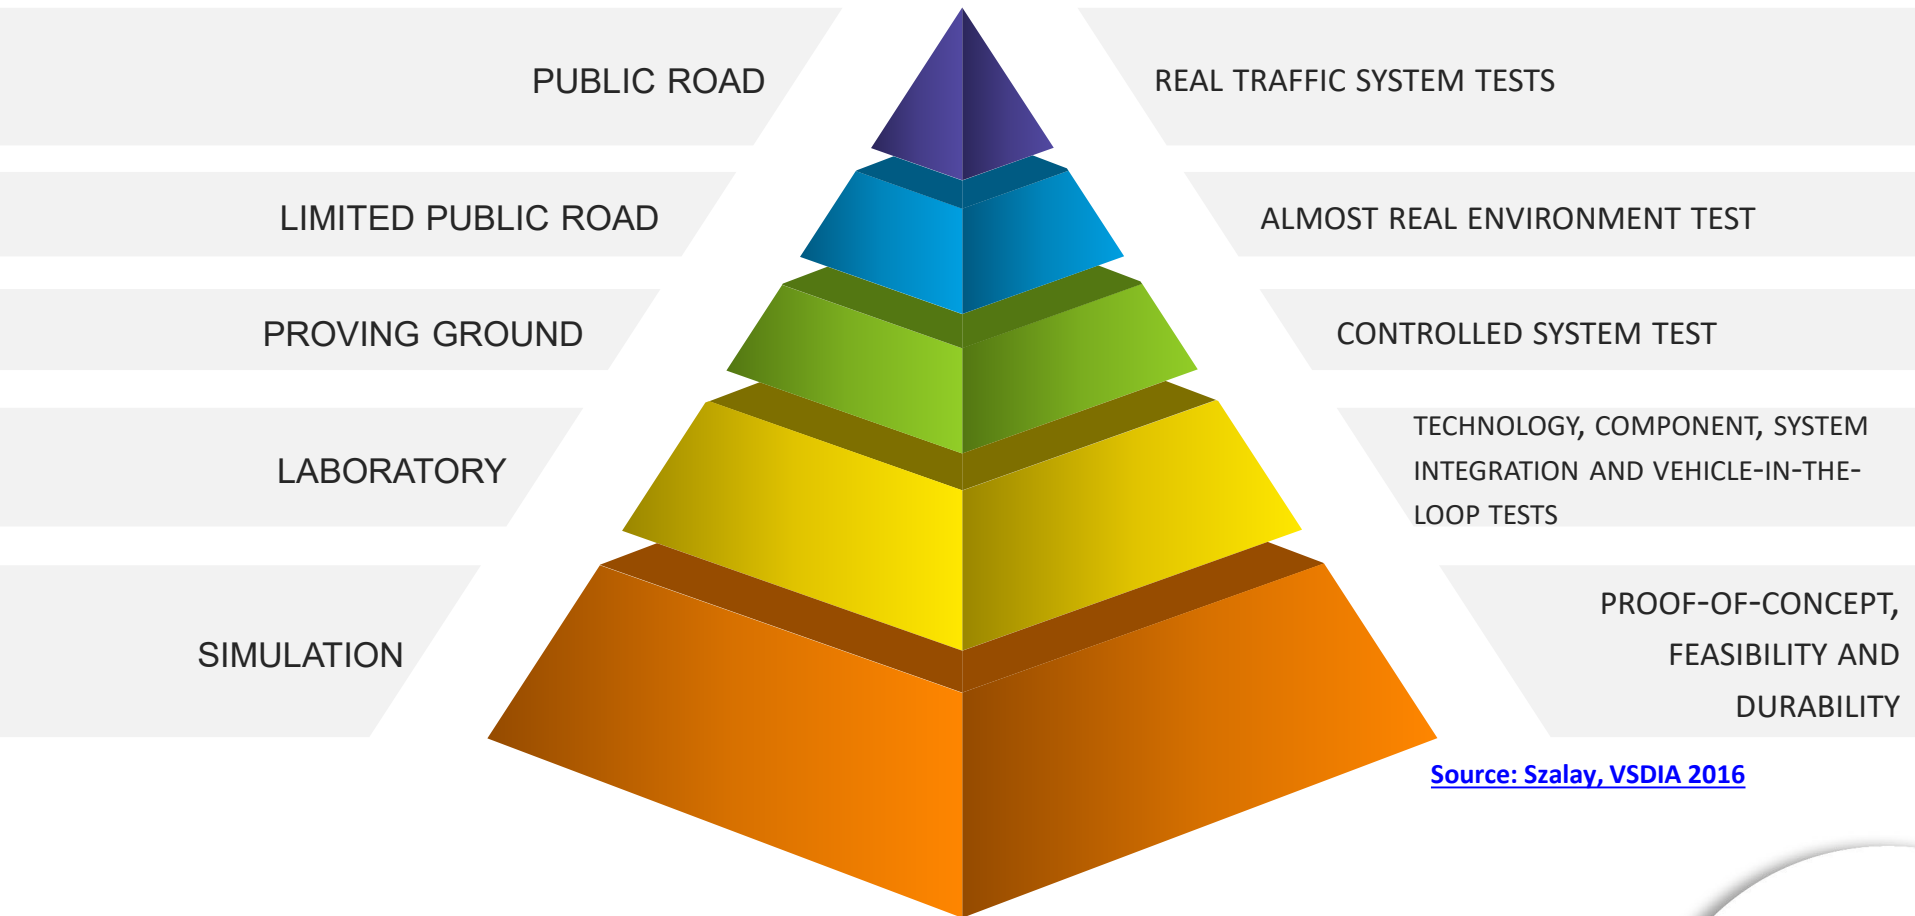 PUBLIC ROAD
REAL TRAFFIC SYSTEM TESTS
LIMITED PUBLIC ROAD
ALMOST REAL ENVIRONMENT TEST
PROVING GROUND
CONTROLLED SYSTEM TEST
LABORATORY
TECHNOLOGY, COMPONENT, SYSTEM
INTEGRATION AND VEHICLE-IN-THE-
LOOP TESTS
SIMULATION
PROOF-OF-CONCEPT,
FEASIBILITY AND
DURABILITY
Source: Szalay, VSDIA 2016